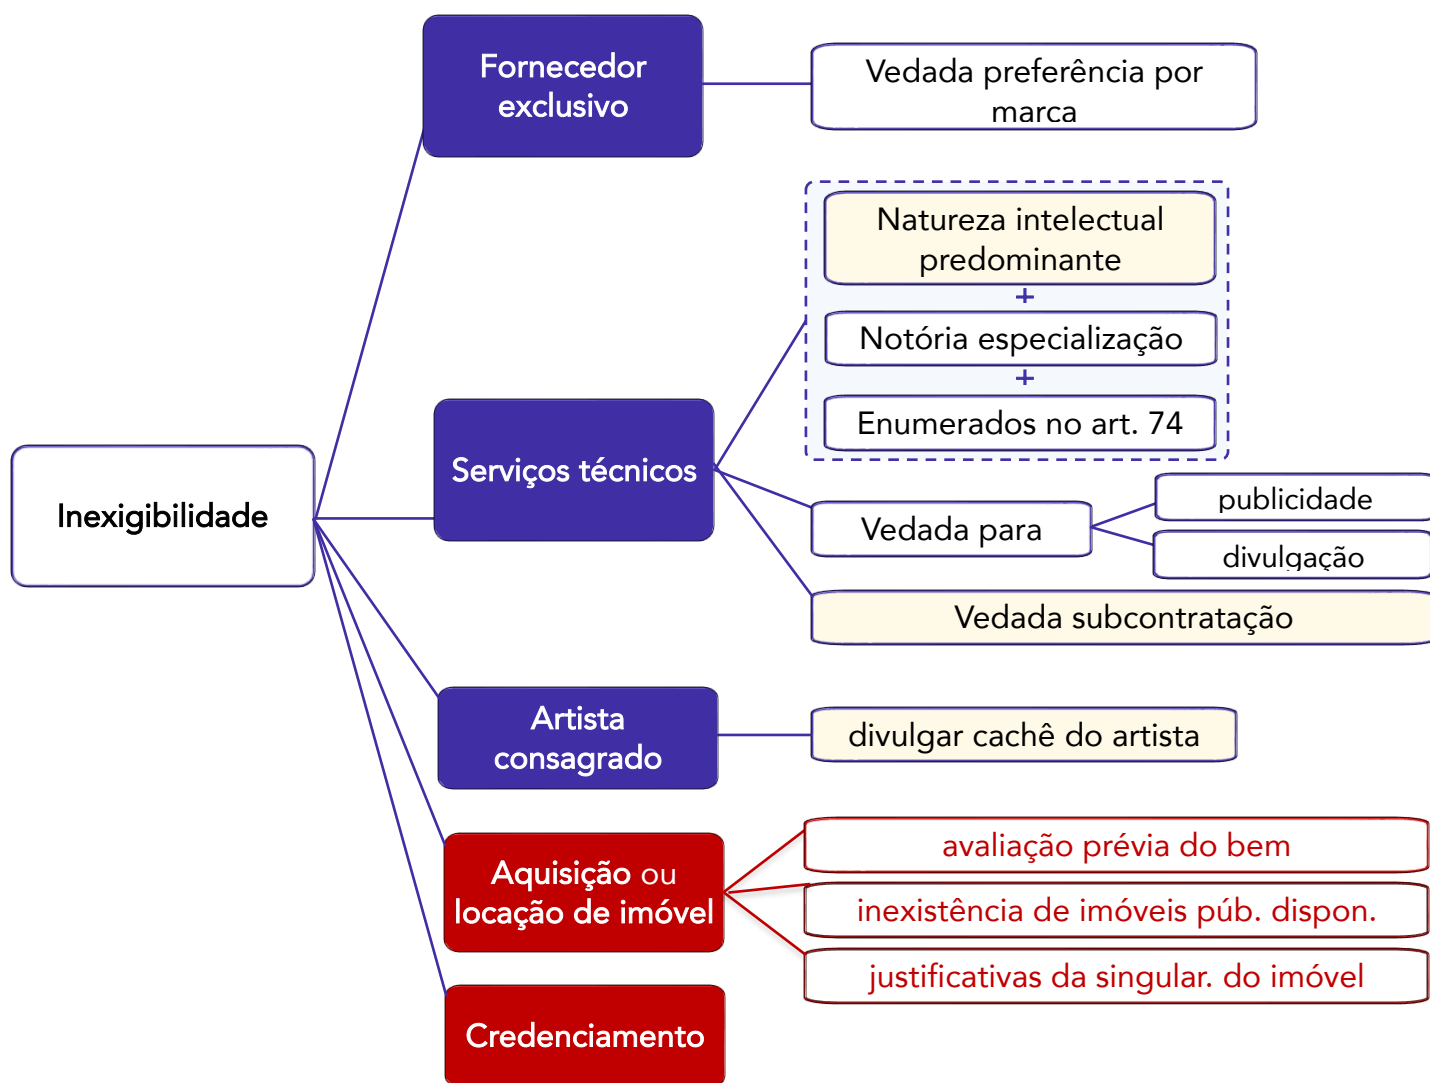 Fornecedor
exclusivo
Vedada preferência por
marca
Natureza intelectual
predominante
+
Notória especialização
+
Enumerados no art. 74
Serviços técnicos
Inexigibilidade
Vedada para
publicidade
divulgação
Vedada subcontratação
Artista
consagrado
divulgar cachê do artista
Aquisição ou
locação de imóvel
avaliação prévia do bem
inexistência de imóveis púb. dispon.
justificativas da singular. do imóvel
Credenciamento